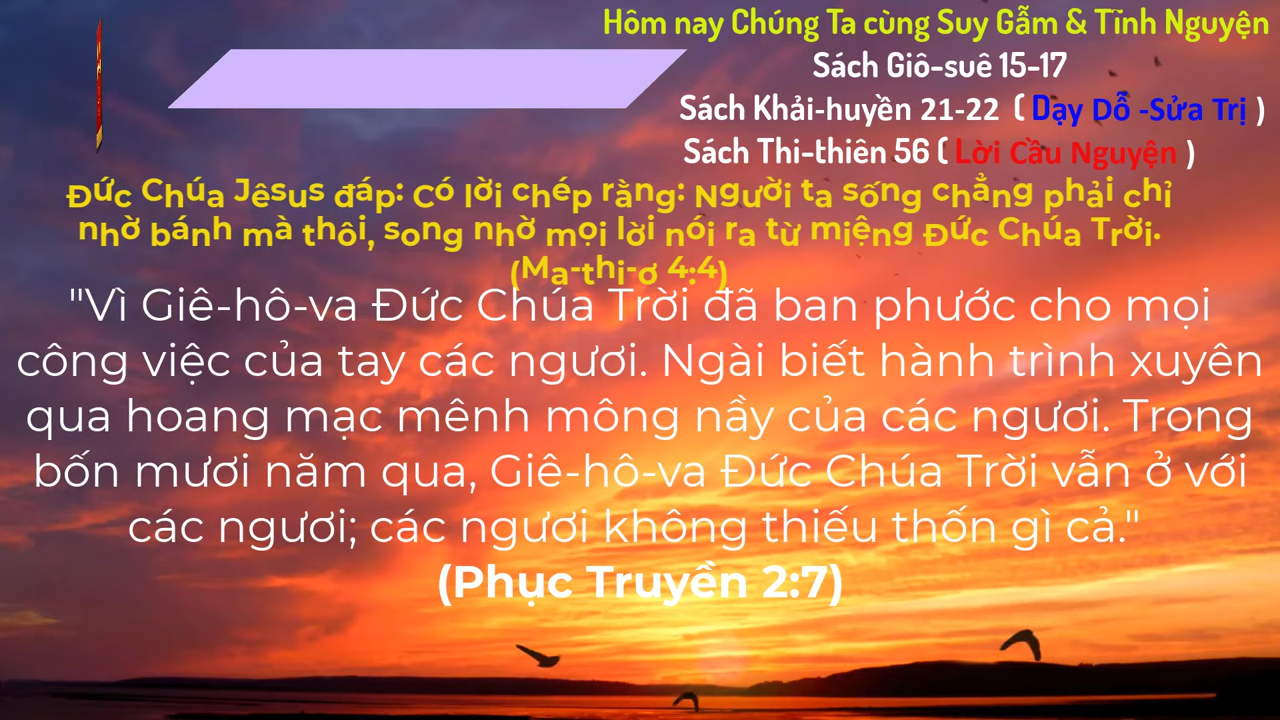 Hôm nay Chúng Ta cùng Suy Gẫm & Tĩnh Nguyện
Sách Giô-suê 15-17
Sách Khải-huyền 21-22 ( Dạy Dỗ -Sửa Trị )
Sách Thi-thiên 56 ( Lời Cầu Nguyện )
Đức Chúa Jêsus đáp: Có lời chép rằng: Người ta sống chẳng phải chỉ
nhờ bánh mà thôi, song nhờ mọi lời nói ra từ miệng Đức Chúa Trời.
(Ma-thi-ơ 4:4)
"Vì Giê-hô-va Đức Chúa Trời đã ban phước cho mọi
công việc của tay các ngươi. Ngài biết hành trình xuyên
qua hoang mạc mênh mông nầy của các ngươi. Trong
bốn mươi năm qua, Giê-hô-va Đức Chúa Trời vẫn ở với
các ngươi; các ngươi không thiếu thốn gì cả."
(Phục Truyền 2:7)